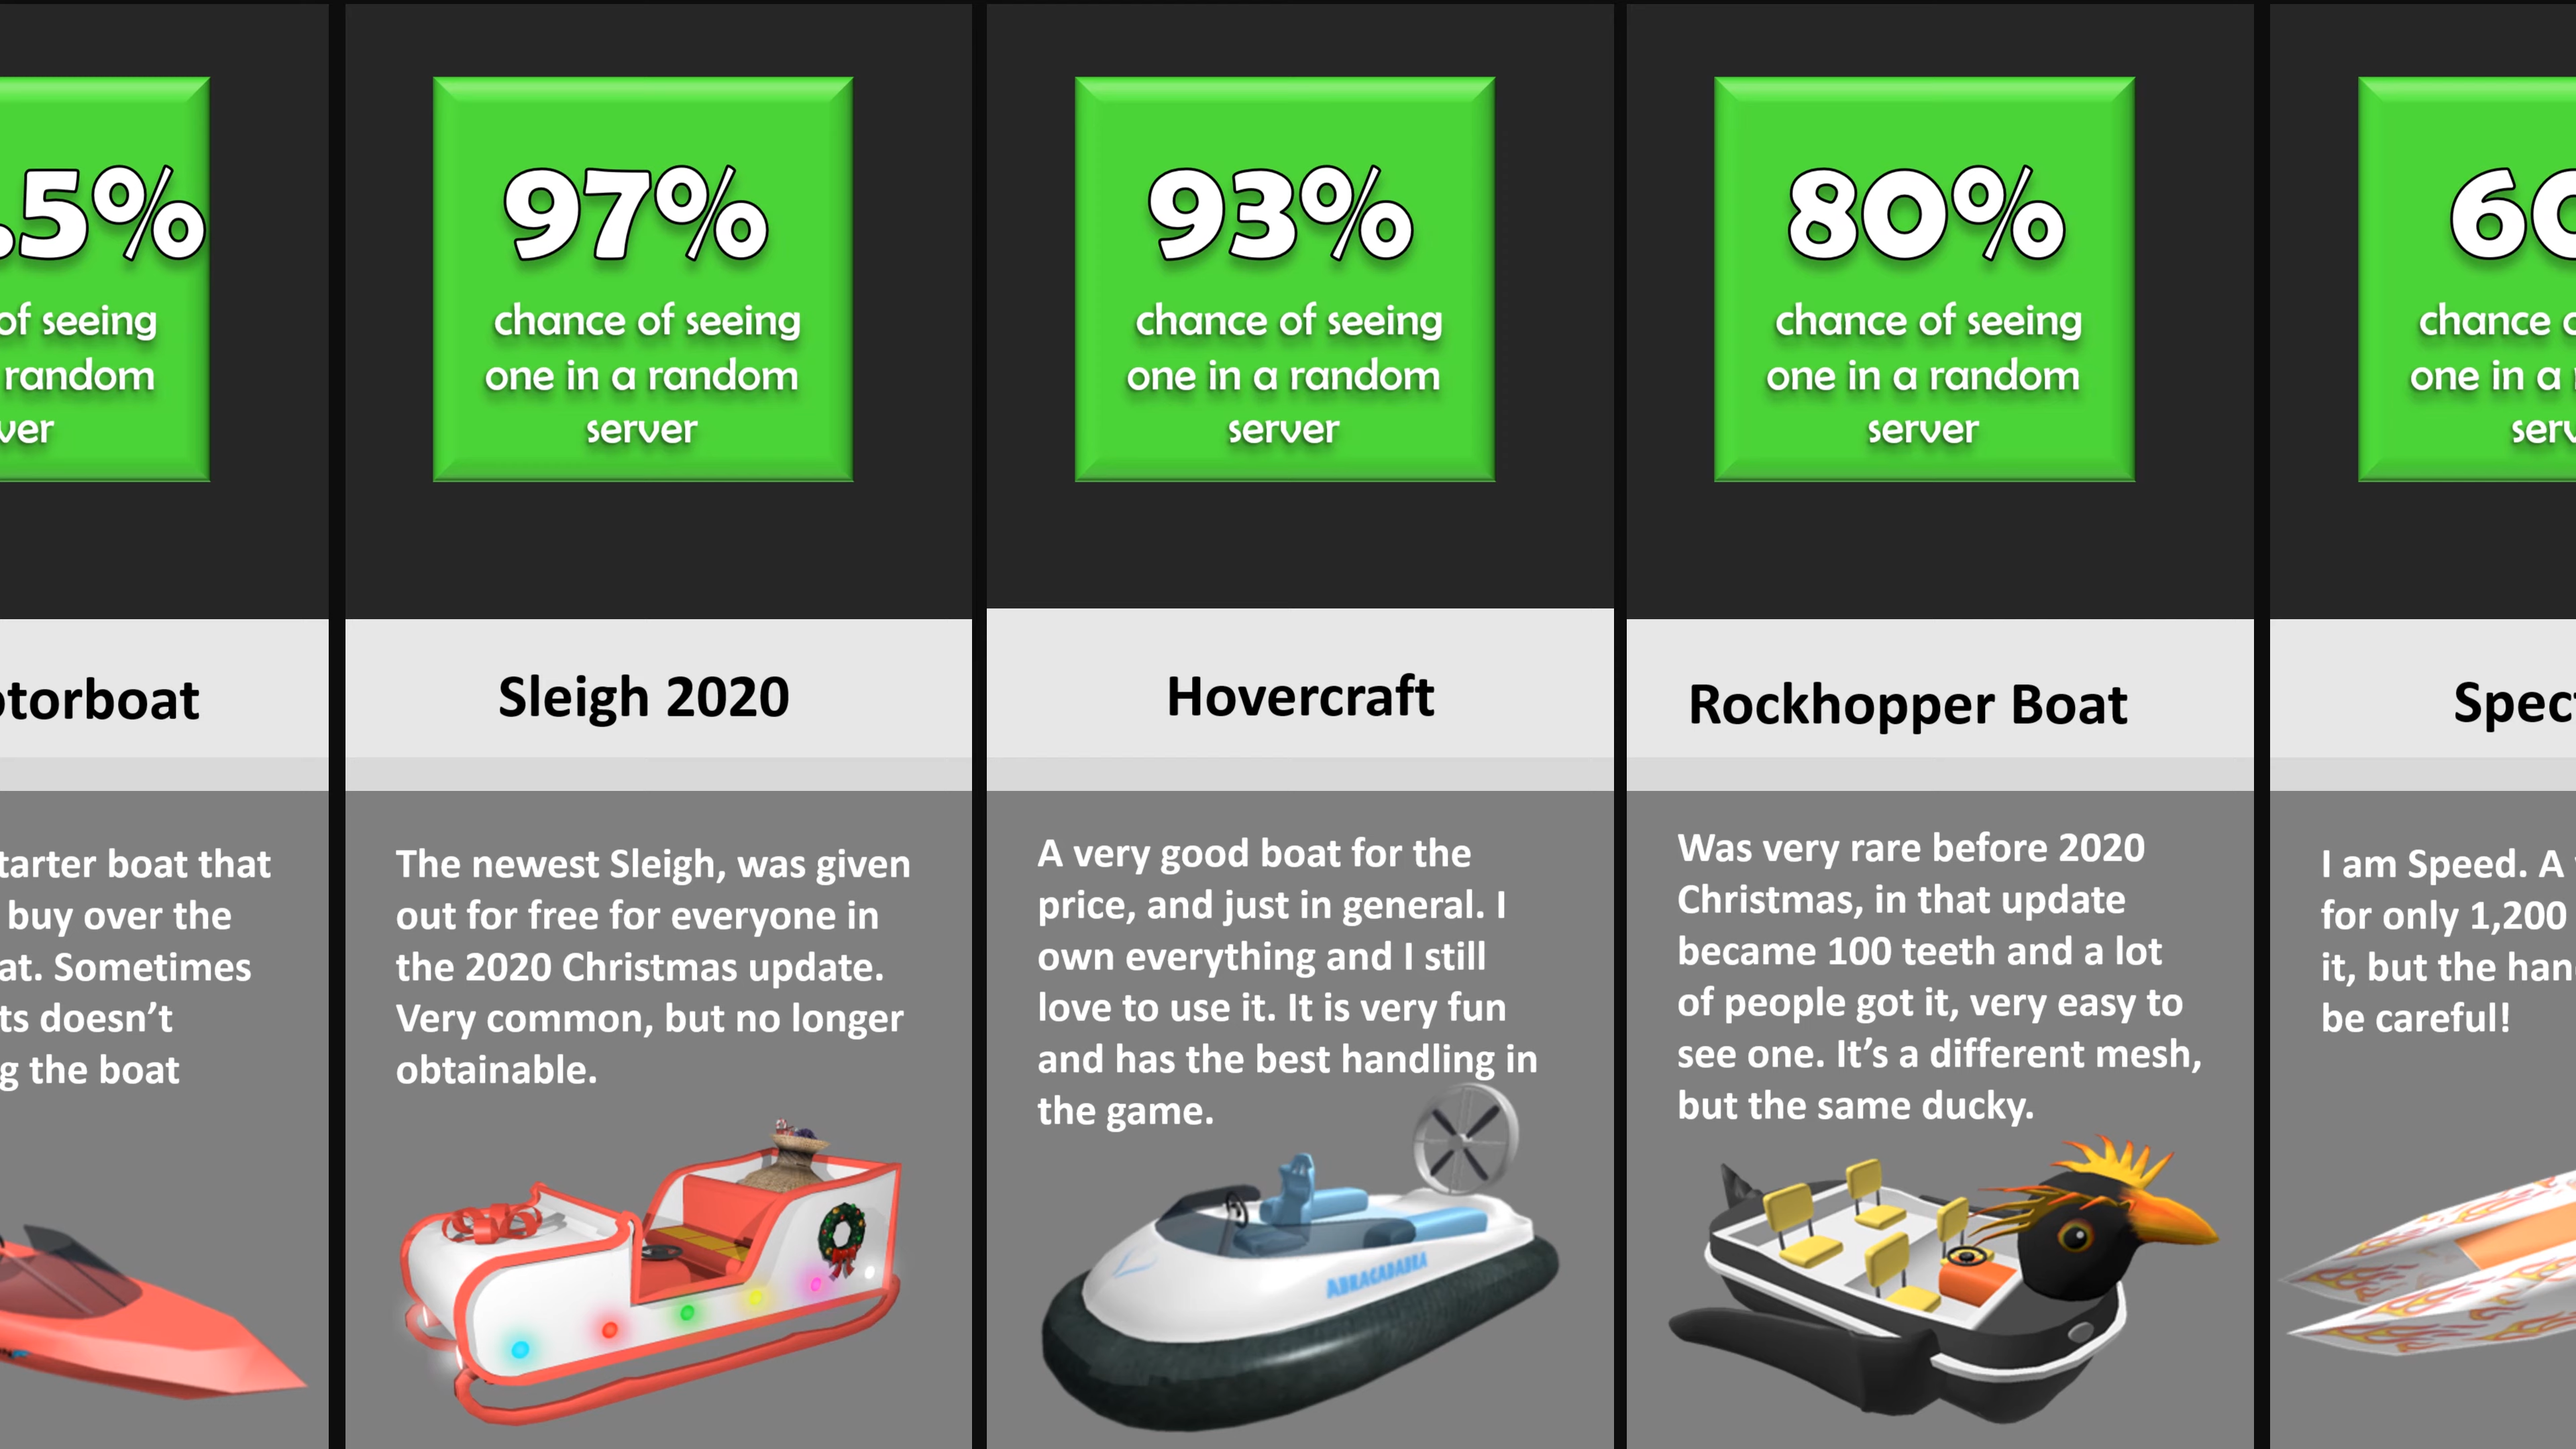 .5%
of seeing
random
ver
torboat
tarter boat that
buy over the
at. Sometimes
ts doesn't
g the boat
97%
chance of seeing
one in a random
server
Sleigh 2020
The newest Sleigh, was given
out for free for everyone in
the 2020 Christmas update.
Very common, but no longer
obtainable.
93%
chance of seeing
one in a random
server
Hovercraft
A very good boat for the
price, and just in general. I
own everything and I still
love to use it. It is very fun
and has the best handling in
the game.
ABRACADABRA
80%
chance of seeing
one in a random
server
Rockhopper Boat
Was very rare before 2020
Christmas, in that update
became 100 teeth and a lot
of people got it, very easy to
see one. It's a different mesh,
but the same ducky.
60
chance
one in a
serv
Spect
I am Speed. A
for only 1,200
it, but the han
be careful!